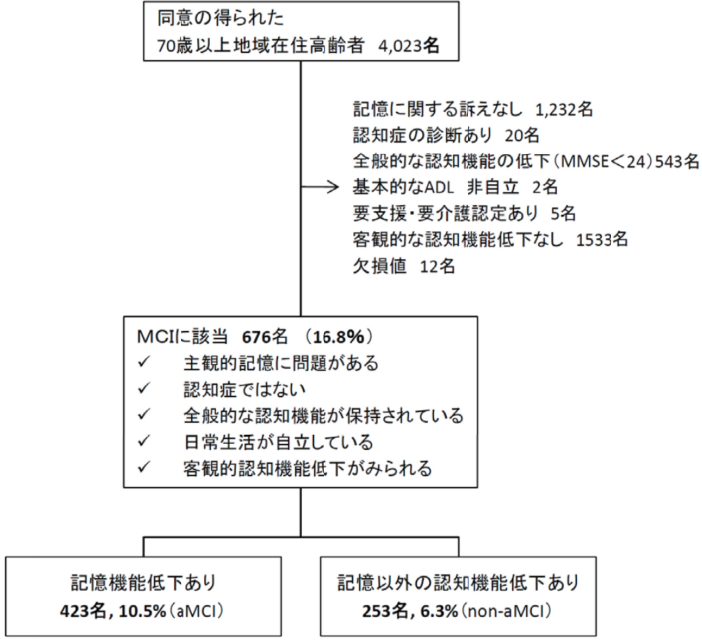 同意の得られた
70歳以上地域在住高齢者 4,023名
記憶に関する訴えなし 1,232名
認知症の診断あり 20名
全般的な認知機能の低下(MMSE<24)543名
基本的なADL 非自立 2名
要支援・要介護認定あり 5名
客観的な認知機能低下なし 1533名
欠損値 12名
MCIに該当 676名 (16.8%)
✓ 主観的記憶に問題がある
✓ 認知症ではない
✓ 全般的な認知機能が保持されている
✓ 日常生活が自立している
✓ 客観的認知機能低下がみられる
記憶機能低下あり
423名, 10.5%(aMCI)
記憶以外の認知機能低下あり
253名, 6.3%(non-aMCI)